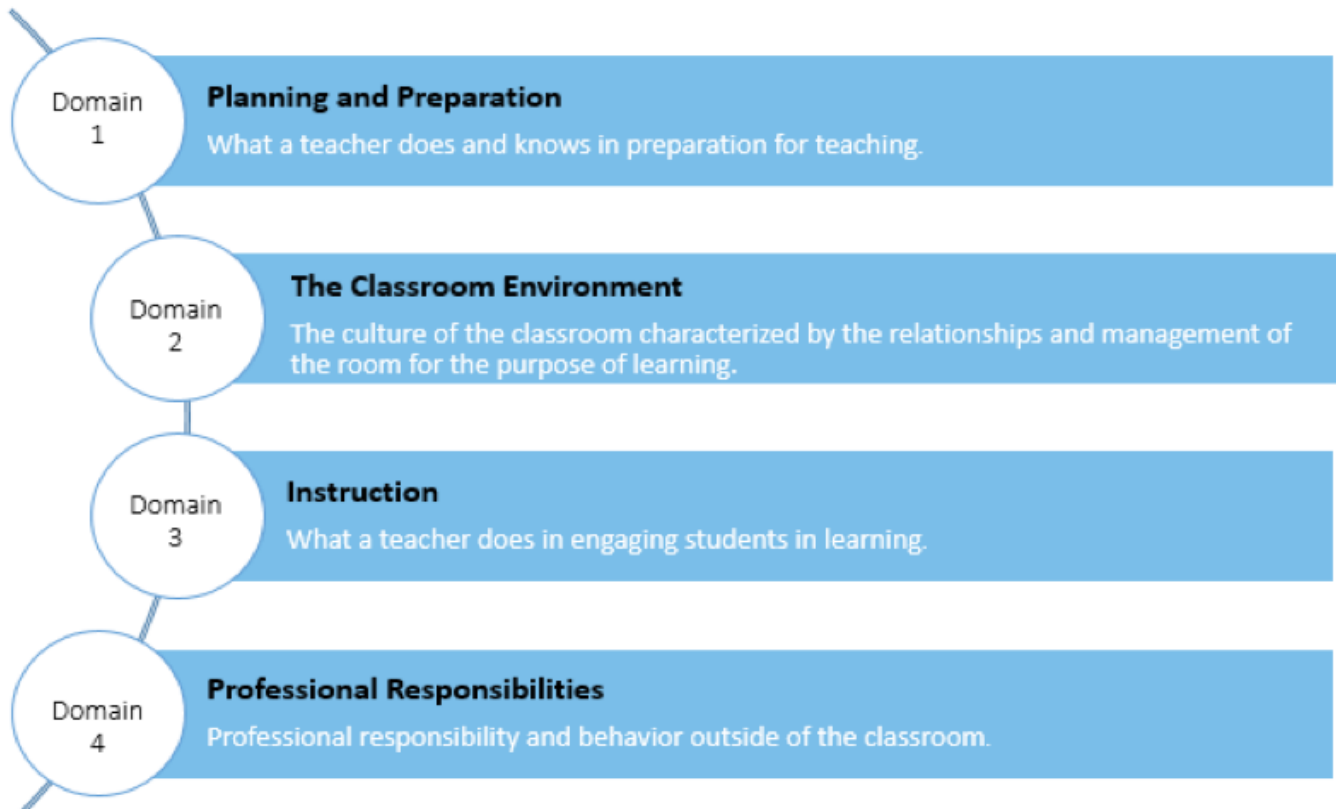 Domain
1
Planning and Preparation
What a teacher does and knows in preparation for teaching.
Domain
2
The Classroom Environment
The culture of the classroom characterized by the relationships and management of
the room for the purpose of learning.
Domain
3
Instruction
What a teacher does in engaging students in learning.
Domain
4
Professional Responsibilities
Professional responsibility and behavior outside of the classroom.